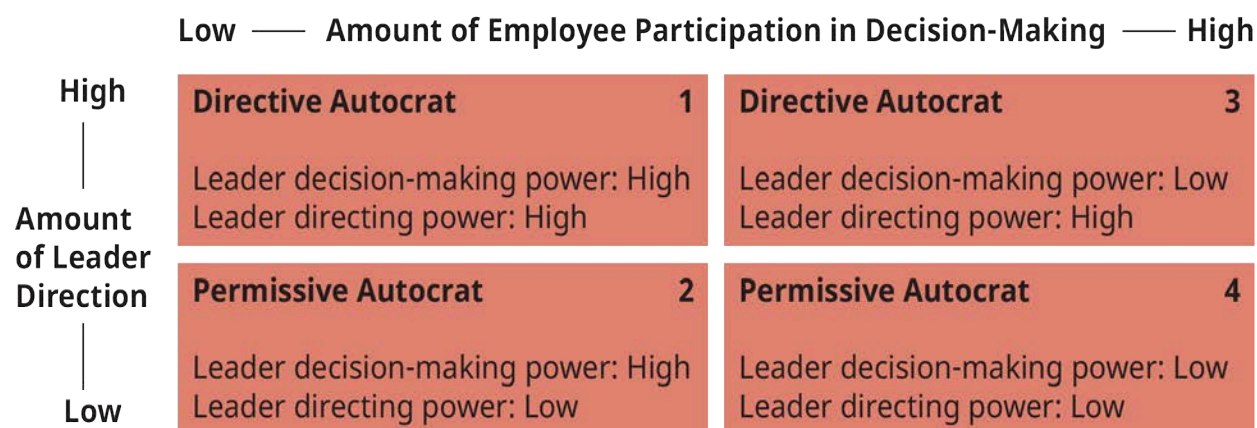 Low — Amount of Employee Participation in Decision-Making — High
High
Amount
of Leader
Direction
Low
Directive Autocrat 1
Leader decision-making power: High
Leader directing power: High
Directive Autocrat 3
Leader decision-making power: Low
Leader directing power: High
Permissive Autocrat 2
Leader decision-making power: High
Leader directing power: Low
Permissive Autocrat 4
Leader decision-making power: Low
Leader directing power: Low